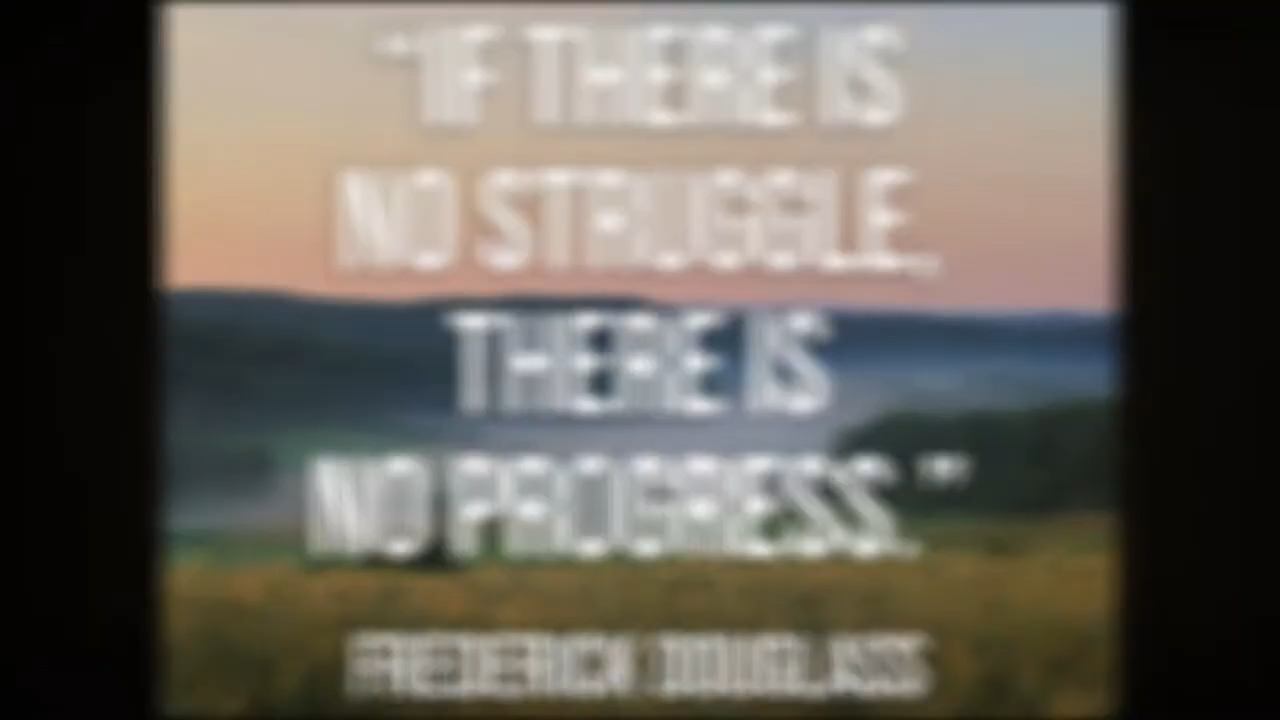 "IF THERE IS
NO STRUGGLE,
THERE IS
NO PROGRESS."
FREDERICK DOUGLASS